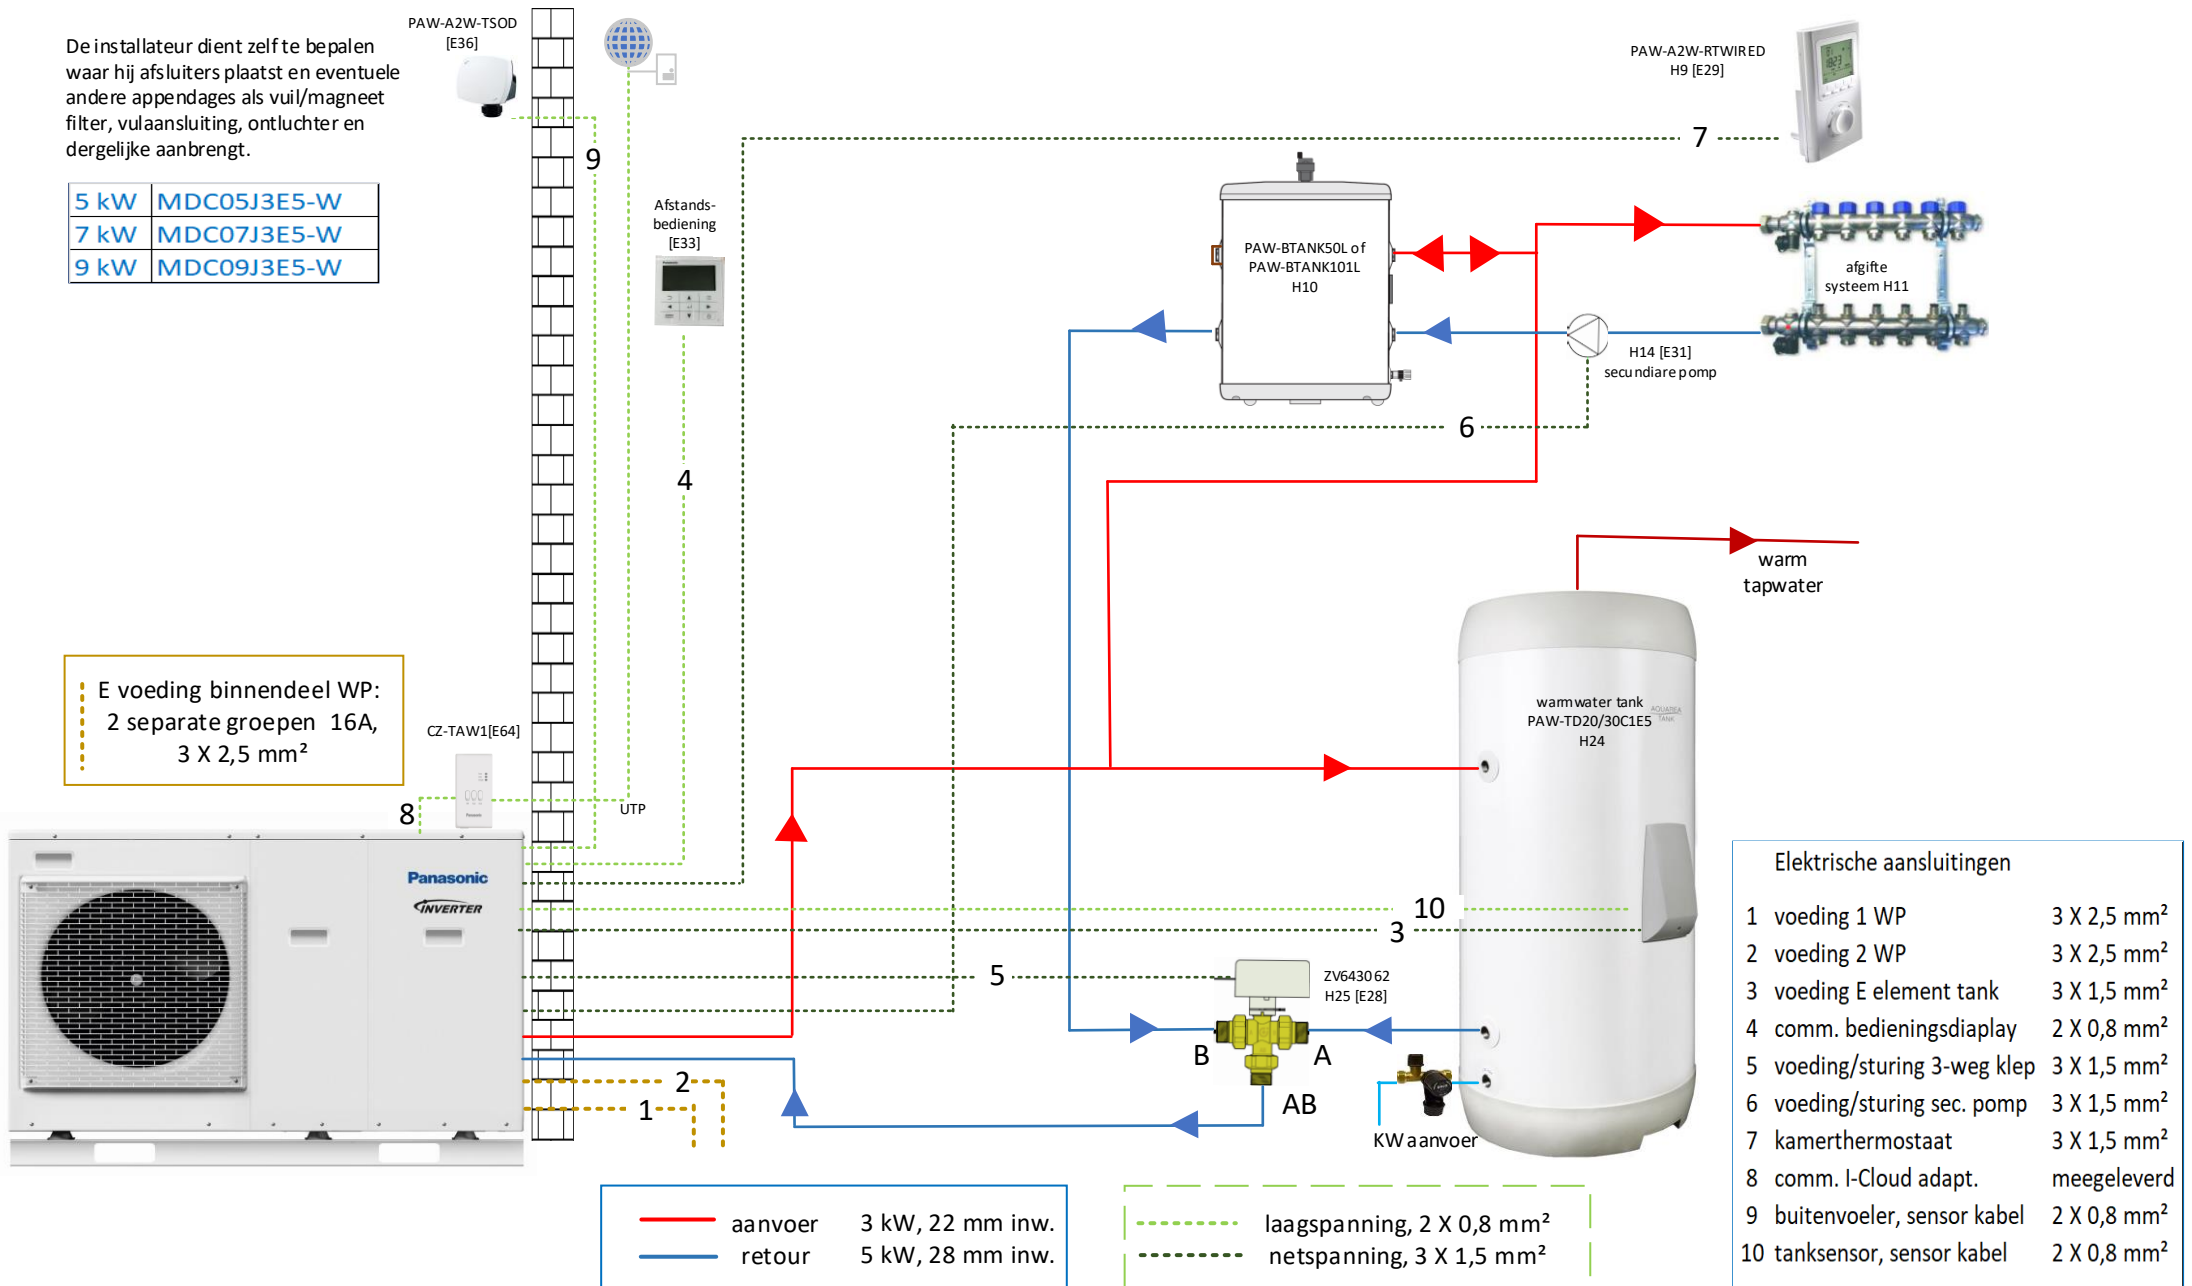 De installateur dient zelf te bepalen
waar hij afsluiters plaatst en eventuele
andere appendages als vuil/magneet
filter, vulaansluiting, ontluchter en
dergelijke aanbrengt.
5 kW MDC05J3E5-W
7 kW MDC07J3E5-W
9 kW MDC09J3E5-W
PAW-A2W-TSOD
[E36]
9
Afstands-
bediening
[E33]
Panasonic
4
PAW-A2W-RTWIRED
H9 [E29]
7
PAW-BTANK50L of
PAW-BTANK101L
H10
afgifte
systeem H11
H14 [E31]
secundiare pomp
6
warm
tapwater
E voeding binnendeel WP:
2 separate groepen 16A,
3 X 2,5 mm²
CZ-TAW1[E64]
Panasonic
8
UTP
Panasonic
INVERTER
warmwater tank
PAW-TD20/30C1E5
H24
AQUAREA
TANK
10
3
5
ZV643062
H25 [E28]
B
A
AB
2
1
KW aanvoer
aanvoer 3 kW, 22 mm inw.
retour 5 kW, 28 mm inw.
laagspanning, 2 X 0,8 mm²
netspanning, 3 X 1,5 mm²
Elektrische aansluitingen
1 voeding 1 WP 3 X 2,5 mm²
2 voeding 2 WP 3 X 2,5 mm²
3 voeding E element tank 3 X 1,5 mm²
4 comm. bedieningsdiaplay 2 X 0,8 mm²
5 voeding/sturing 3-weg klep 3 X 1,5 mm²
6 voeding/sturing sec. pomp 3 X 1,5 mm²
7 kamerthermostaat 3 X 1,5 mm²
8 comm. I-Cloud adapt. meegeleverd
9 buitenvoeler, sensor kabel 2 X 0,8 mm²
10 tanksensor, sensor kabel 2 X 0,8 mm²